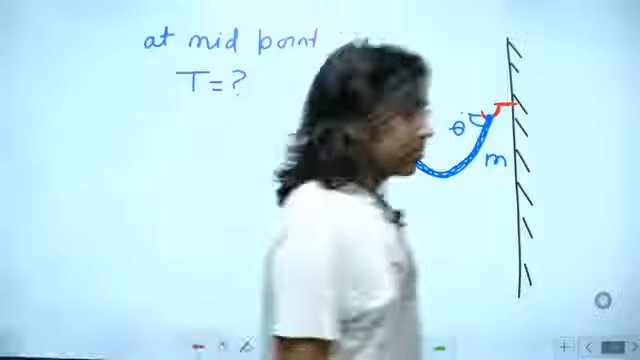 at mid point
T = ?
θ
m